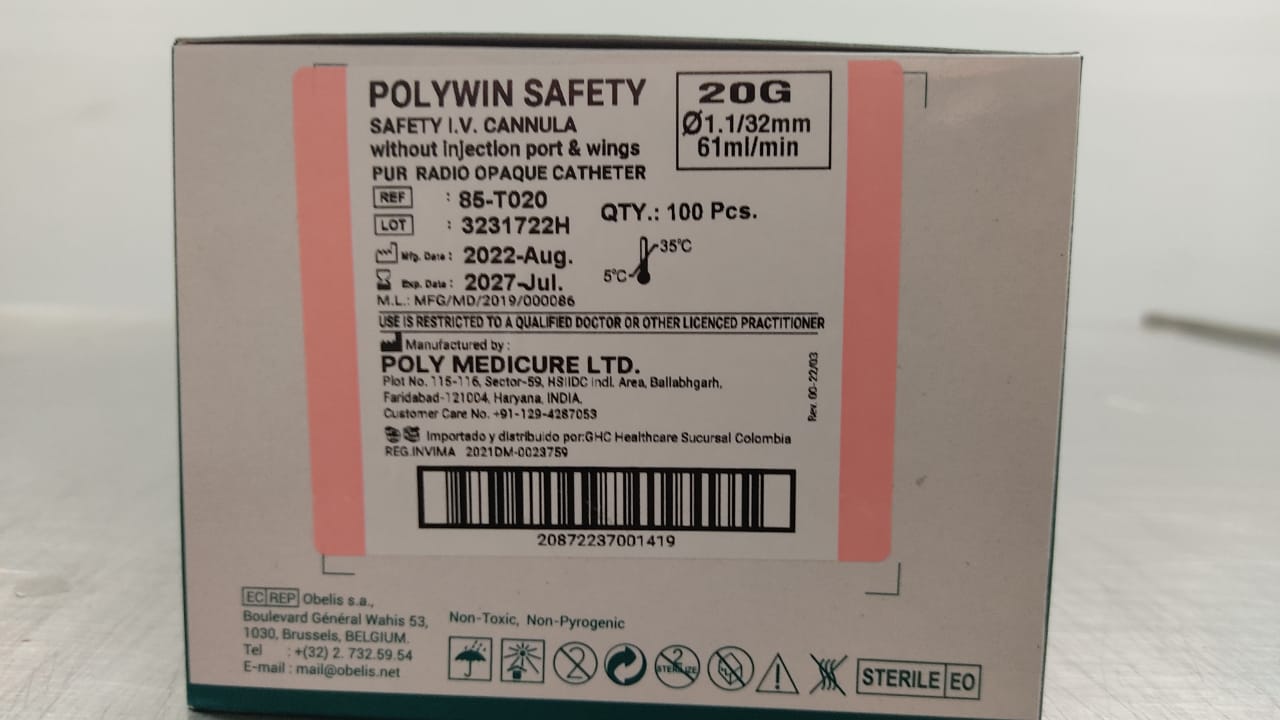 POLYWIN SAFETY
SAFETY I.V. CANNULA
without injection port & wings
PUR RADIO OPAQUE CATHETER
20G
Ø1.1/32mm
61ml/min
REF : 85-T020
LOT : 3231722H
QTY.: 100 Pcs.
Mfg. Date : 2022-Aug.
Exp. Date : 2027-Jul.
35°C
5°C
M.L.: MFG/MD/2019/000086
USE IS RESTRICTED TO A QUALIFIED DOCTOR OR OTHER LICENCED PRACTITIONER
Manufactured by :
POLY MEDICURE LTD.
Plot No. 115-116, Sector-59, HSIIDC Indl. Area, Ballabhgarh,
Faridabad-121004, Haryana, INDIA,
Customer Care No. +91-129-4287053
Rev. 00-22/03
Importado y distribuido por:GHC Healthcare Sucursal Colombia
REG.INVIMA 2021DM-0023759
20872237001419
EC REP Obelis s.a.,
Boulevard Général Wahis 53,
1030, Brussels, BELGIUM.
Tel : +(32) 2. 732.59.54
E-mail : mail@obelis.net
Non-Toxic, Non-Pyrogenic
2
2
STERILIZE
STERILE EO